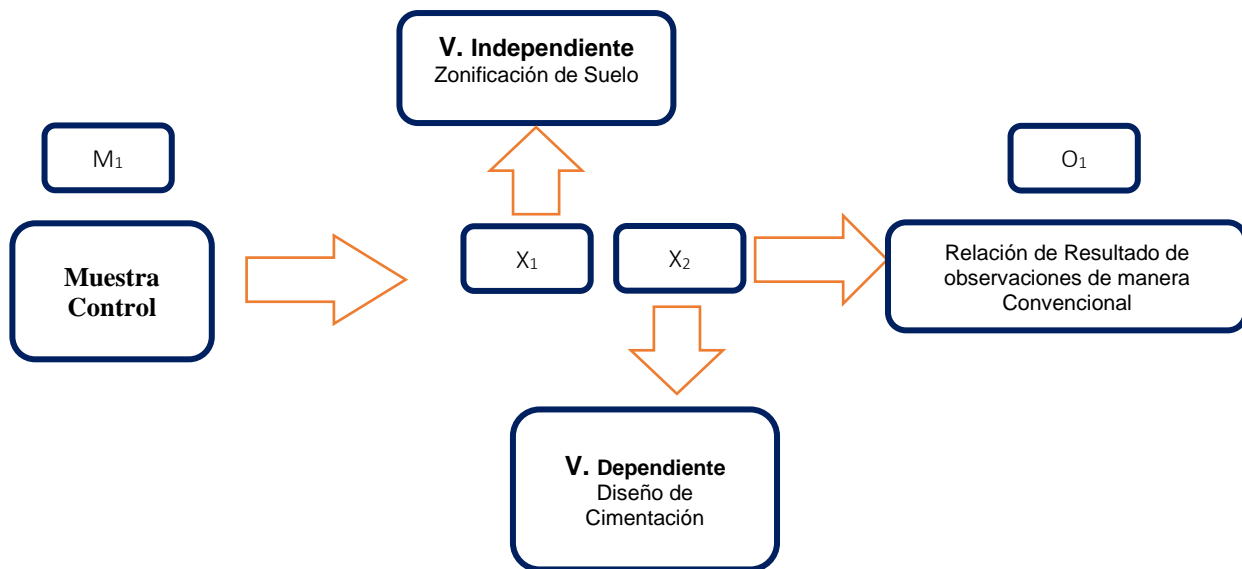 V. Independiente
Zonificación de Suelo
M₁
O₁
Muestra
Control
X₁
X₂
Relación de Resultado de
observaciones de manera
Convencional
V. Dependiente
Diseño de
Cimentación